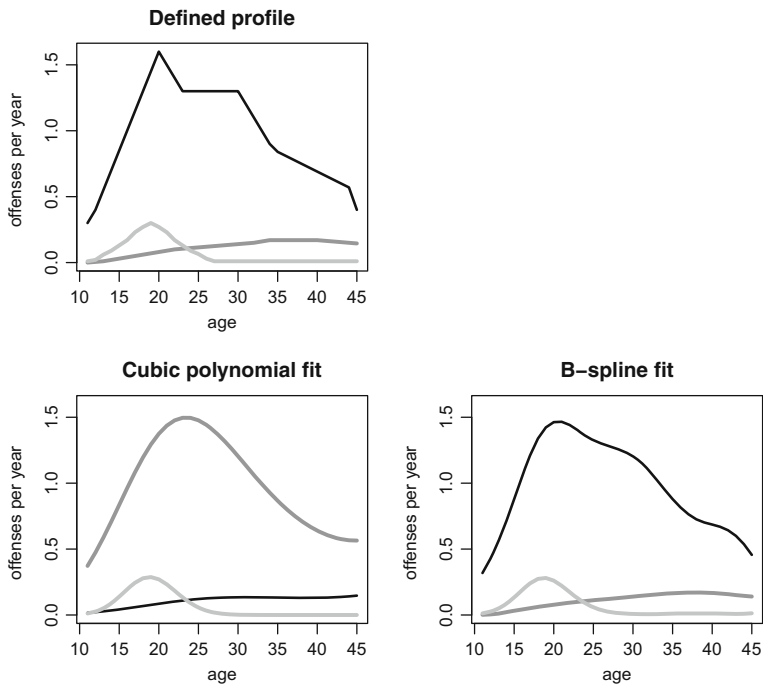 Defined profile
offenses per year
0.0 0.5 1.0 1.5
10 15 20 25 30 35 40 45
age
Cubic polynomial fit
offenses per year
0.0 0.5 1.0 1.5
10 15 20 25 30 35 40 45
age
B−spline fit
offenses per year
0.0 0.5 1.0 1.5
10 15 20 25 30 35 40 45
age